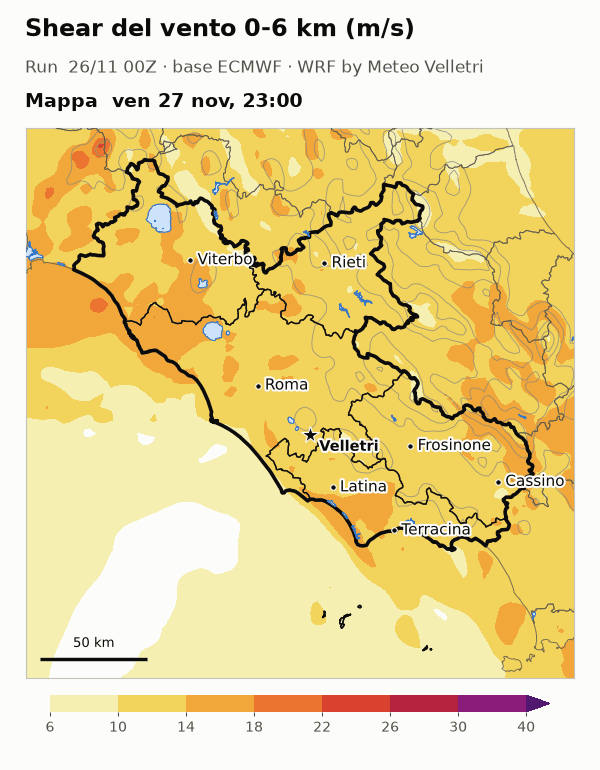 Shear del vento 0-6 km (m/s)
Run  26/11 00Z · base ECMWF · WRF by Meteo Velletri
Mappa  ven 27 nov, 23:00
Viterbo
Rieti
Roma
Velletri
Frosinone
Cassino
Latina
Terracina
50 km
6 10 14 18 22 26 30 40